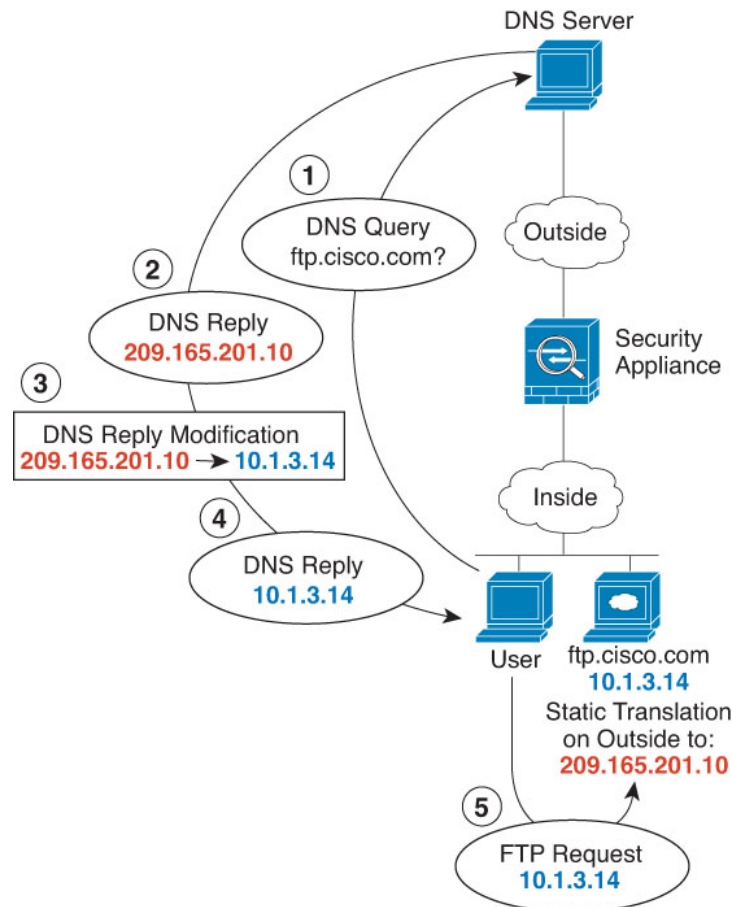 DNS Server
1
DNS Query
ftp.cisco.com?
Outside
2
DNS Reply
209.165.201.10
Security
Appliance
3
DNS Reply Modification
209.165.201.10 → 10.1.3.14
Inside
4
DNS Reply
10.1.3.14
User
ftp.cisco.com
10.1.3.14
Static Translation
on Outside to:
209.165.201.10
5
FTP Request
10.1.3.14